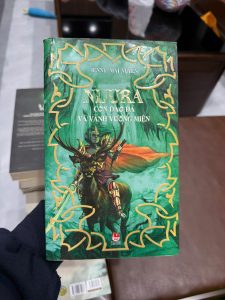 JENNY MAI NUYEN
NIJURA
CON DAO ĐÁ
VÀ VÀNH VƯƠNG MIỆN